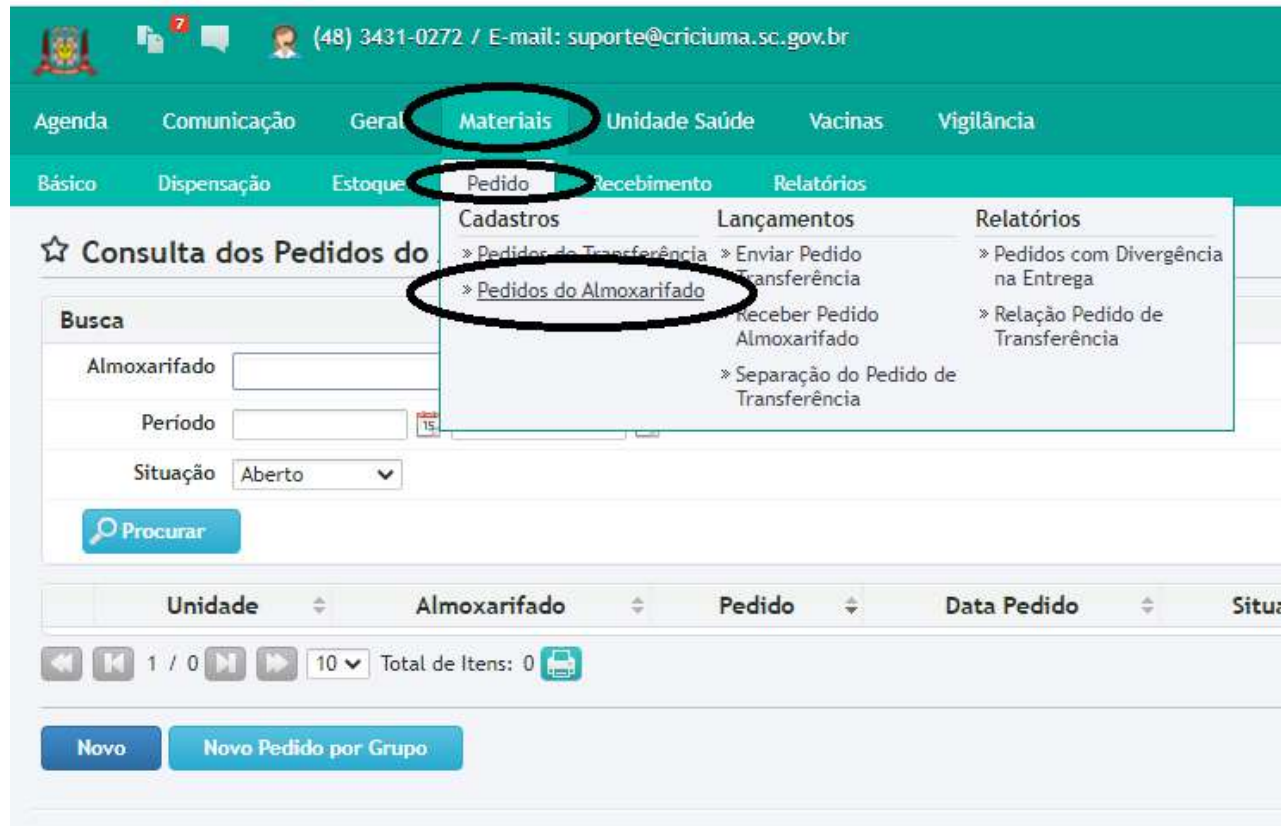 7
(48) 3431-0272 / E-mail: suporte@criciuma.sc.gov.br
Agenda Comunicação Geral Materiais Unidade Saúde Vacinas Vigilância
Básico Dispensação Estoque Pedido Recebimento Relatórios
Cadastros
» Pedidos de Transferência
» Pedidos do Almoxarifado
Lançamentos
» Enviar Pedido
Transferência
» Receber Pedido
Almoxarifado
» Separação do Pedido de
Transferência
Relatórios
» Pedidos com Divergência
na Entrega
» Relação Pedido de
Transferência
Consulta dos Pedidos do
Busca
Almoxarifado
Período
15
Situação Aberto
Procurar
Unidade Almoxarifado Pedido Data Pedido Situa
1 / 0 10 Total de Itens: 0
Novo Novo Pedido por Grupo